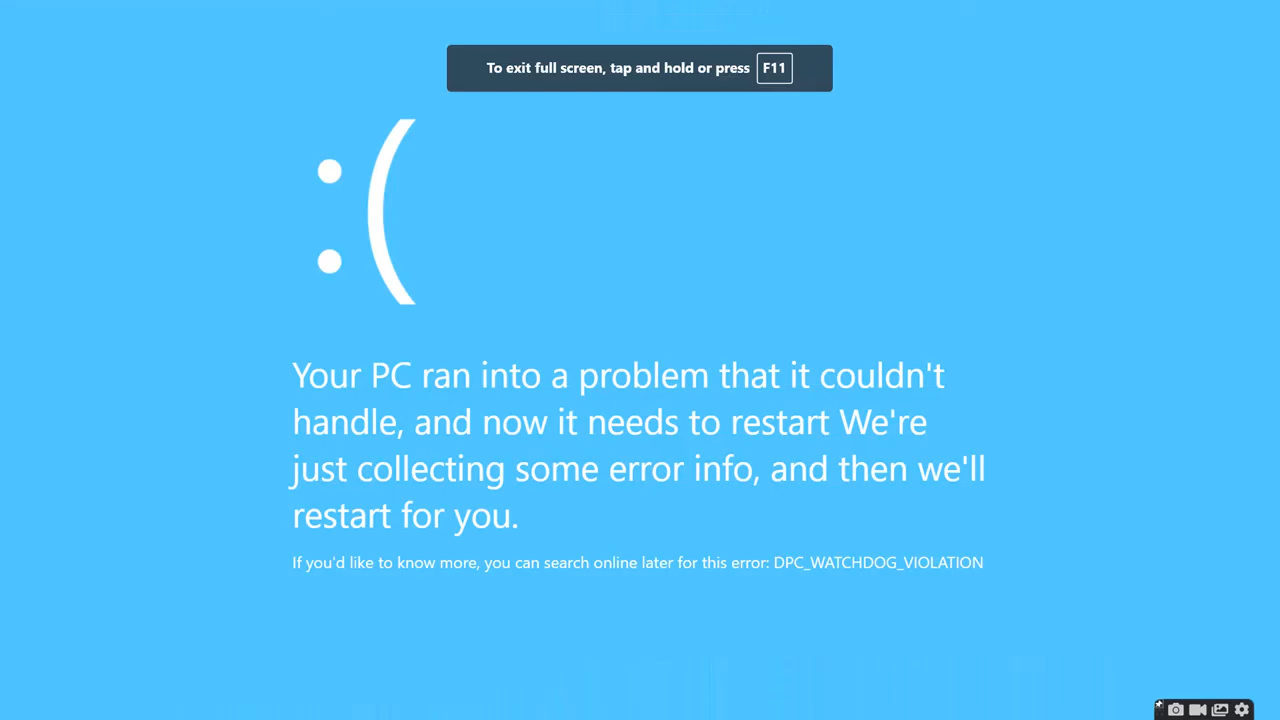 To exit full screen, tap and hold or press F11
:(
Your PC ran into a problem that it couldn't
handle, and now it needs to restart We're
just collecting some error info, and then we'll
restart for you.
If you'd like to know more, you can search online later for this error: DPC_WATCHDOG_VIOLATION